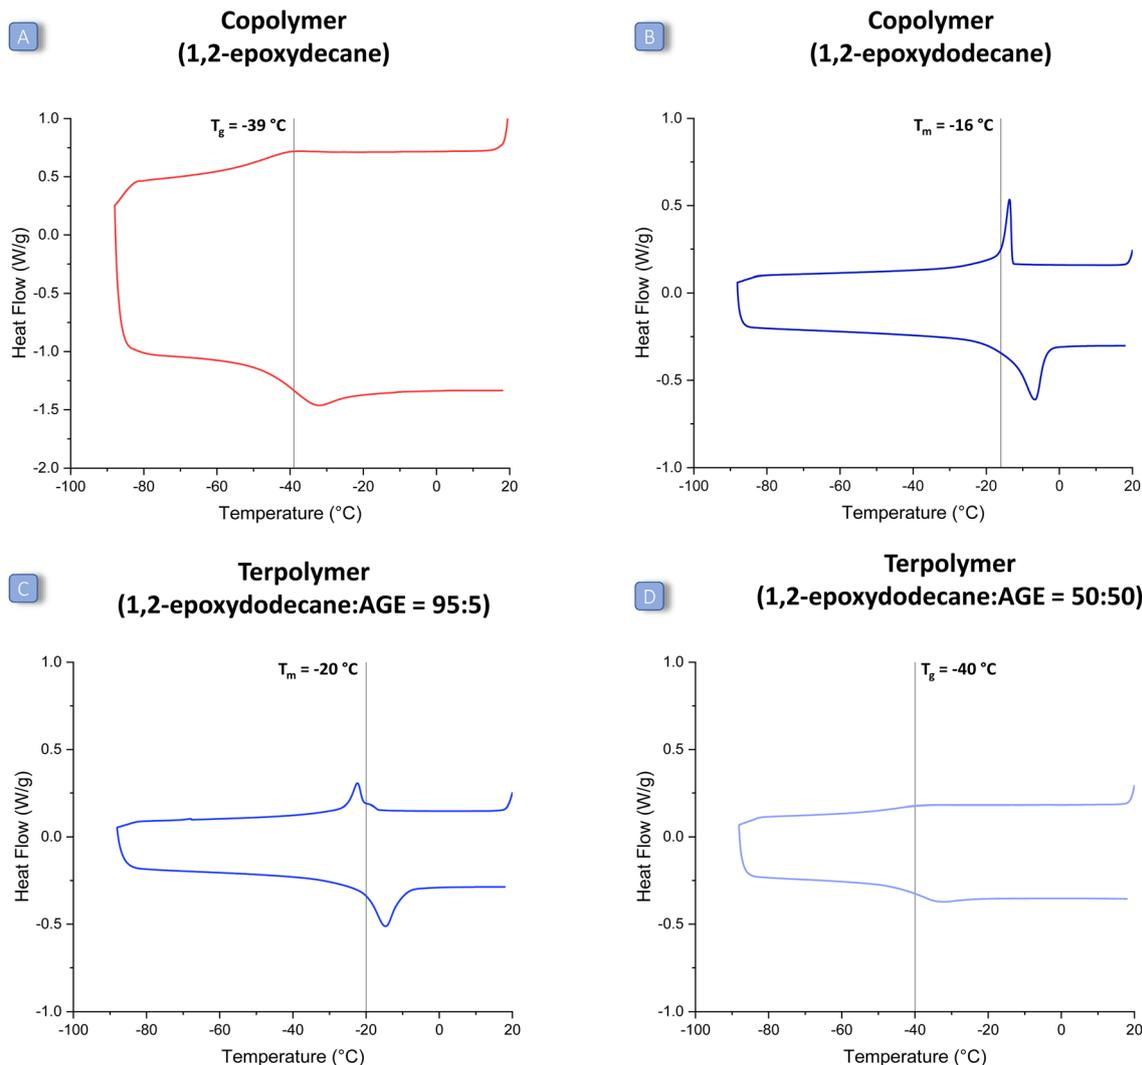 A
Copolymer
(1,2-epoxydecane)
Tg = -39 °C
1.0
0.5
0.0
-0.5
-1.0
-1.5
-2.0
Heat Flow (W/g)
-100 -80 -60 -40 -20 0 20
Temperature (°C)
B
Copolymer
(1,2-epoxydodecane)
Tm = -16 °C
1.0
0.5
0.0
-0.5
-1.0
Heat Flow (W/g)
-100 -80 -60 -40 -20 0 20
Temperature (°C)
C
Terpolymer
(1,2-epoxydodecane:AGE = 95:5)
Tm = -20 °C
1.0
0.5
0.0
-0.5
-1.0
Heat Flow (W/g)
-100 -80 -60 -40 -20 0 20
Temperature (°C)
D
Terpolymer
(1,2-epoxydodecane:AGE = 50:50)
Tg = -40 °C
1.0
0.5
0.0
-0.5
-1.0
Heat Flow (W/g)
-100 -80 -60 -40 -20 0 20
Temperature (°C)